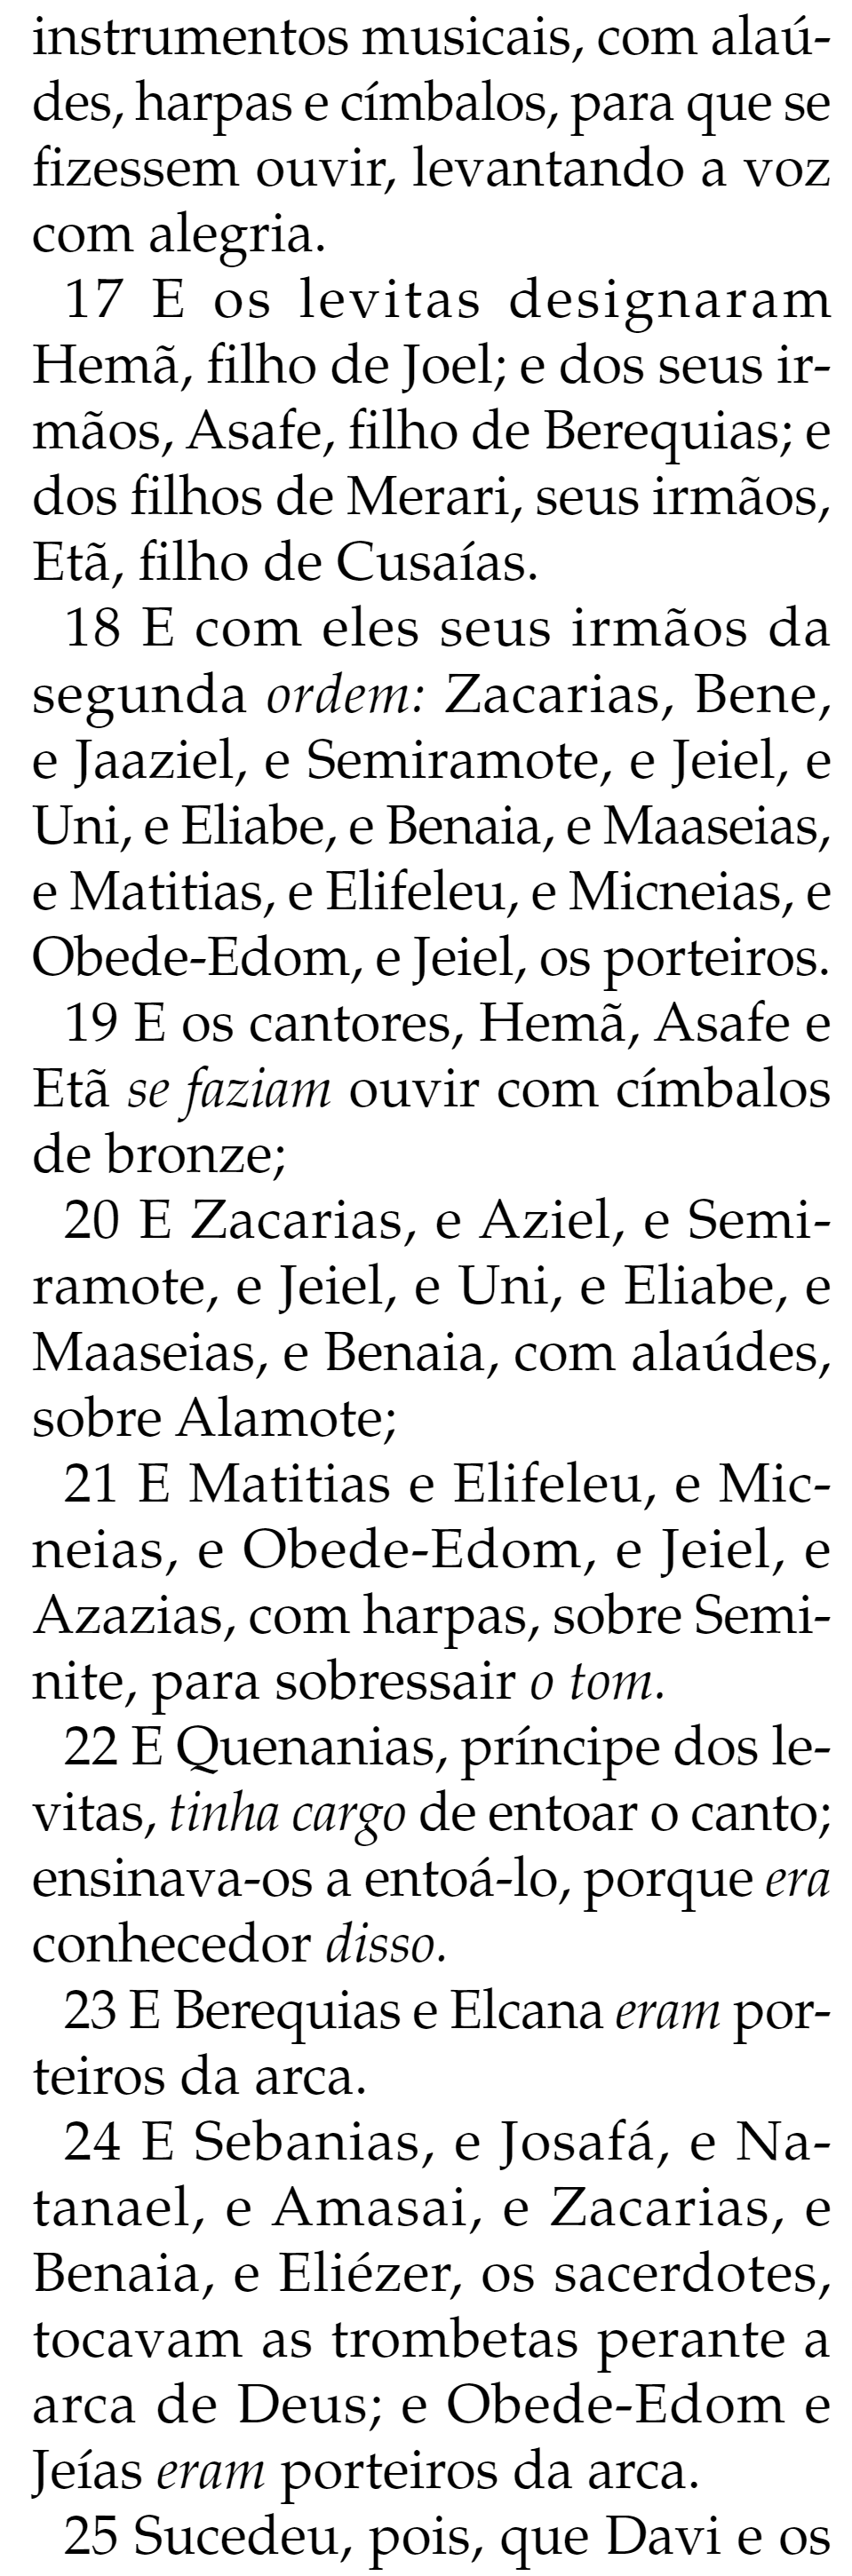 instrumentos musicais, com alaú-
des, harpas e címbalos, para que se
fizessem ouvir, levantando a voz
com alegria.
17 E os levitas designaram
Hemã, filho de Joel; e dos seus ir-
mãos, Asafe, filho de Berequias; e
dos filhos de Merari, seus irmãos,
Etã, filho de Cusaías.
18 E com eles seus irmãos da
segunda ordem: Zacarias, Bene,
e Jaaziel, e Semiramote, e Jeiel, e
Uni, e Eliabe, e Benaia, e Maaseias,
e Matitias, e Elifeleu, e Micneias, e
Obede-Edom, e Jeiel, os porteiros.
19 E os cantores, Hemã, Asafe e
Etã se faziam ouvir com címbalos
de bronze;
20 E Zacarias, e Aziel, e Semi-
ramote, e Jeiel, e Uni, e Eliabe, e
Maaseias, e Benaia, com alaúdes,
sobre Alamote;
21 E Matitias e Elifeleu, e Mic-
neias, e Obede-Edom, e Jeiel, e
Azazias, com harpas, sobre Semi-
nite, para sobressair o tom.
22 E Quenanias, príncipe dos le-
vitas, tinha cargo de entoar o canto;
ensinava-os a entoá-lo, porque era
conhecedor disso.
23 E Berequias e Elcana eram por-
teiros da arca.
24 E Sebanias, e Josafá, e Na-
tanael, e Amasai, e Zacarias, e
Benaia, e Eliézer, os sacerdotes,
tocavam as trombetas perante a
arca de Deus; e Obede-Edom e
Jeías eram porteiros da arca.
25 Sucedeu, pois, que Davi e os